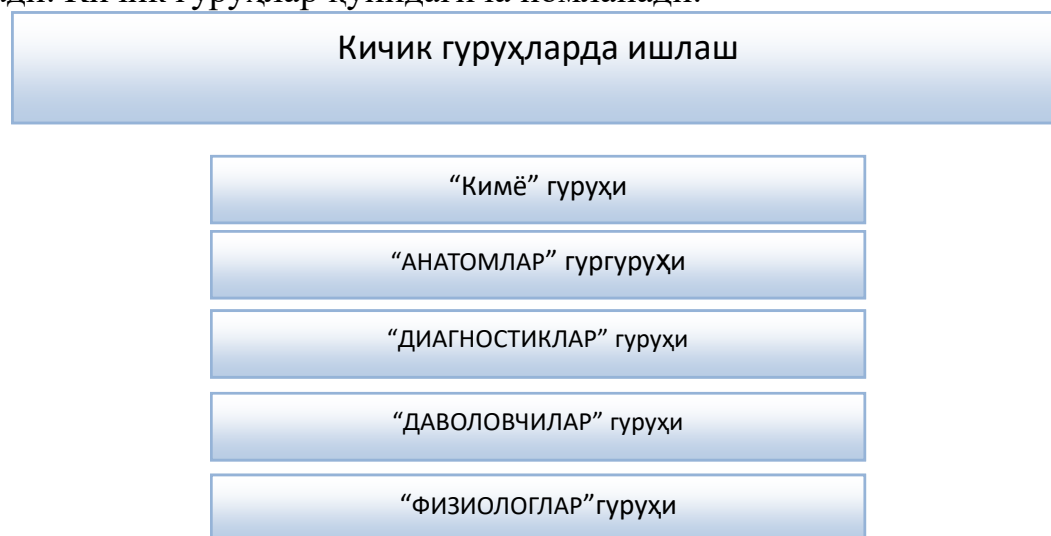 Кичик гуруҳларда ишлаш
“Кимё” гуруҳи
“АНАТОМЛАР” гургуруҲи
“ДИАГНОСТИКЛАР” гуруҳи
“ДАВОЛОВЧИЛАР” гуруҳи
“ФИЗИОЛОГЛАР”гуруҳи